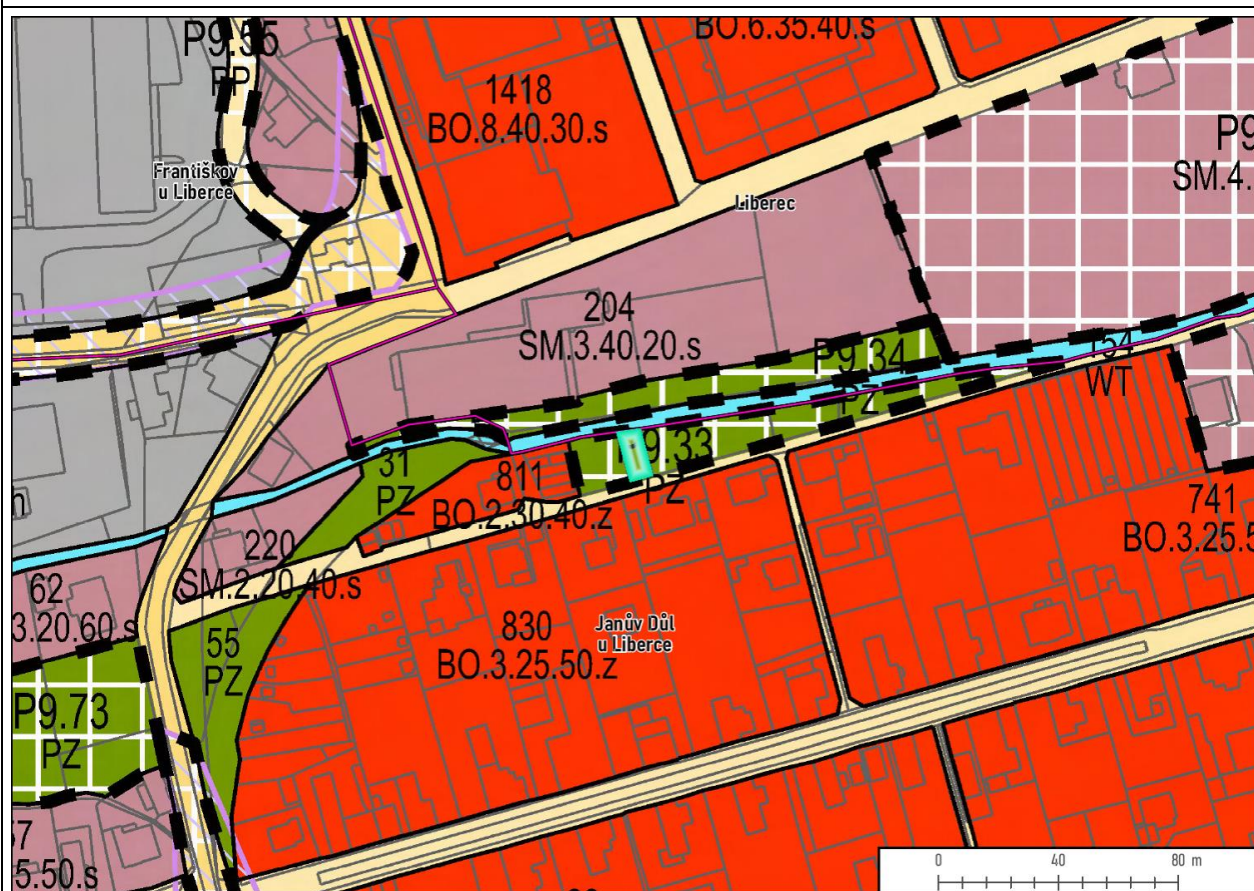 P9.55
BO.6.35.40.s
1418
BO.8.40.30.s
P9
SM.4.
Františkov
u Liberce
Liberec
204
SM.3.40.20.s
P9.34
PZ
154
WT
31
PZ
811
BO.2.30.40.z
9.33
PZ
741
BO.3.25.5
220
SM.2.20.40.s
62
3.20.60.s
55
PZ
830
BO.3.25.50.z
Janův Důl
u Liberce
P9.73
PZ
5.50.s
0 40 80 m